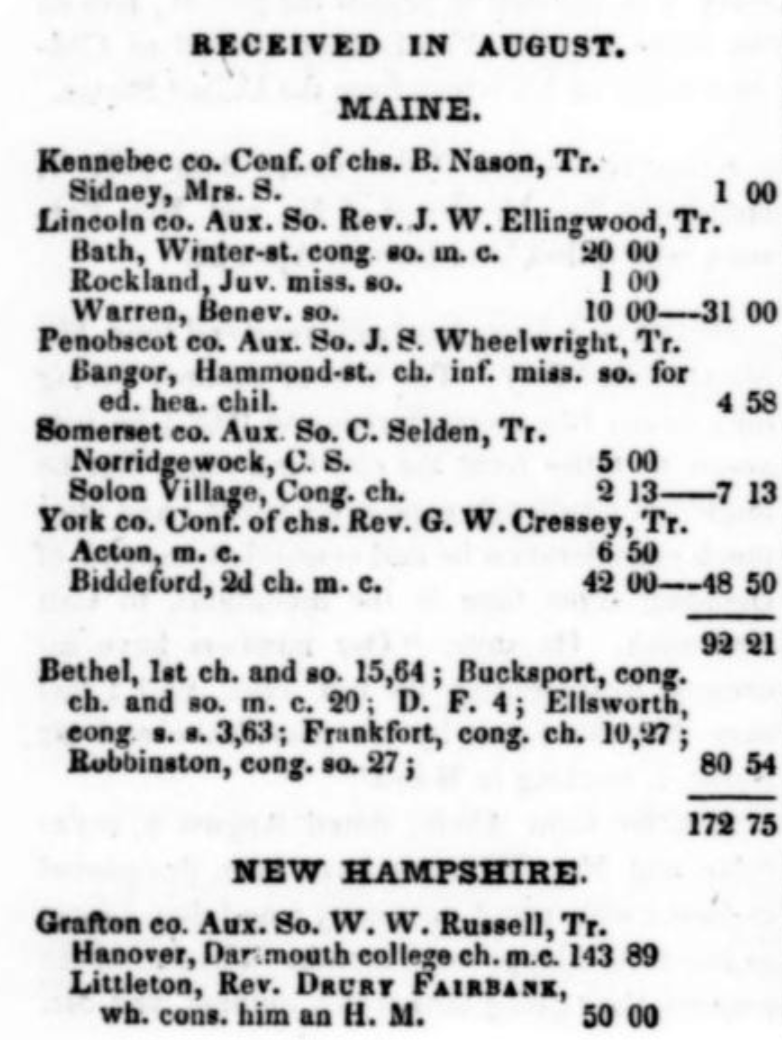 RECEIVED IN AUGUST.
MAINE.
Kennebec co. Conf. of chs. B. Nason, Tr.
Sidney, Mrs. S. 1 00
Lincoln co. Aux. So. Rev. J. W. Ellingwood, Tr.
Bath, Winter-st. cong. so. m. c. 20 00
Rockland, Juv. miss. so. 1 00
Warren, Benev. so. 10 00—31 00
Penobscot co. Aux. So. J. S. Wheelwright, Tr.
Bangor, Hammond-st. ch. inf. miss. so. for
ed. hea. chil. 4 58
Somerset co. Aux. So. C. Selden, Tr.
Norridgewock, C. S. 5 00
Solon Village, Cong. ch. 2 13—7 13
York co. Conf. of chs. Rev. G. W. Cressey, Tr.
Acton, m. c. 6 50
Biddeford, 2d ch. m. c. 42 00—48 50
92 21
Bethel, 1st ch. and so. 15,64; Bucksport, cong.
ch. and so. m. c. 20; D. F. 4; Ellsworth,
cong s. s. 3,63; Frankfort, cong. ch. 10,27;
Robbinston, cong. so. 27; 80 54
172 75
NEW HAMPSHIRE.
Grafton co. Aux. So. W. W. Russell, Tr.
Hanover, Dartmouth college ch. m.c. 143 89
Littleton, Rev. DRURY FAIRBANK,
wh. cons. him an H. M. 50 00